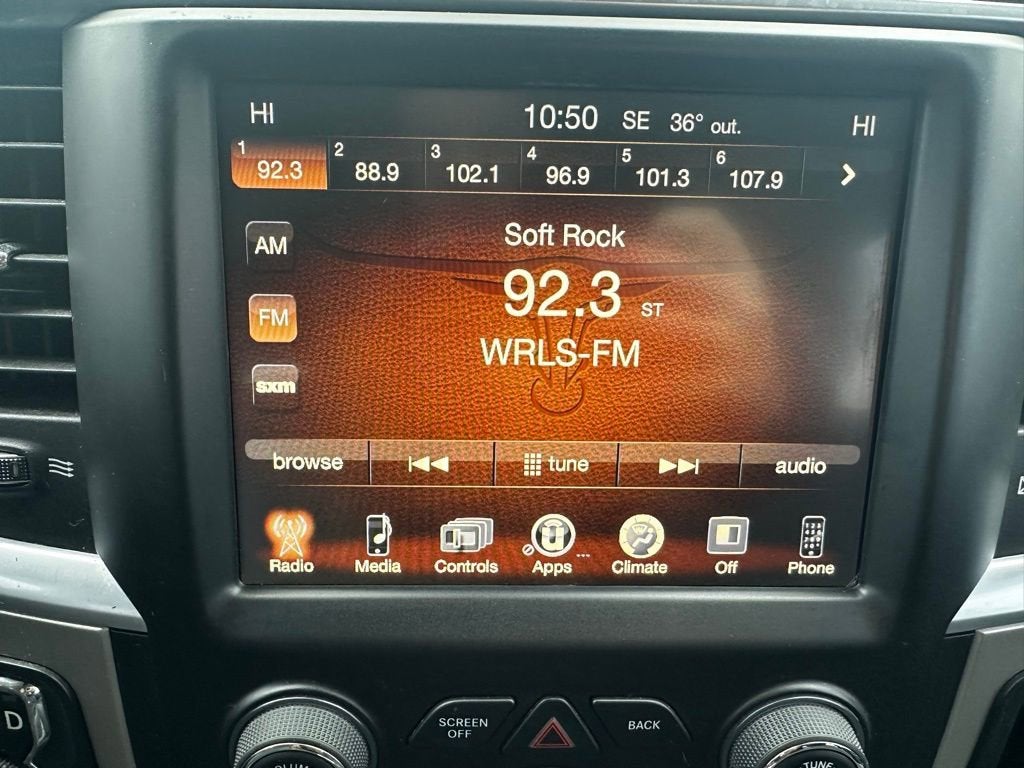 HI 10:50 SE 36° out. HI
1 92.3 2 88.9 3 102.1 4 96.9 5 101.3 6 107.9
Soft Rock
AM
92.3 ST
FM
WRLS-FM
sxm
browse tune audio
Radio Media Controls Apps ... Climate Off Phone
D
SCREEN OFF BACK
TUNE